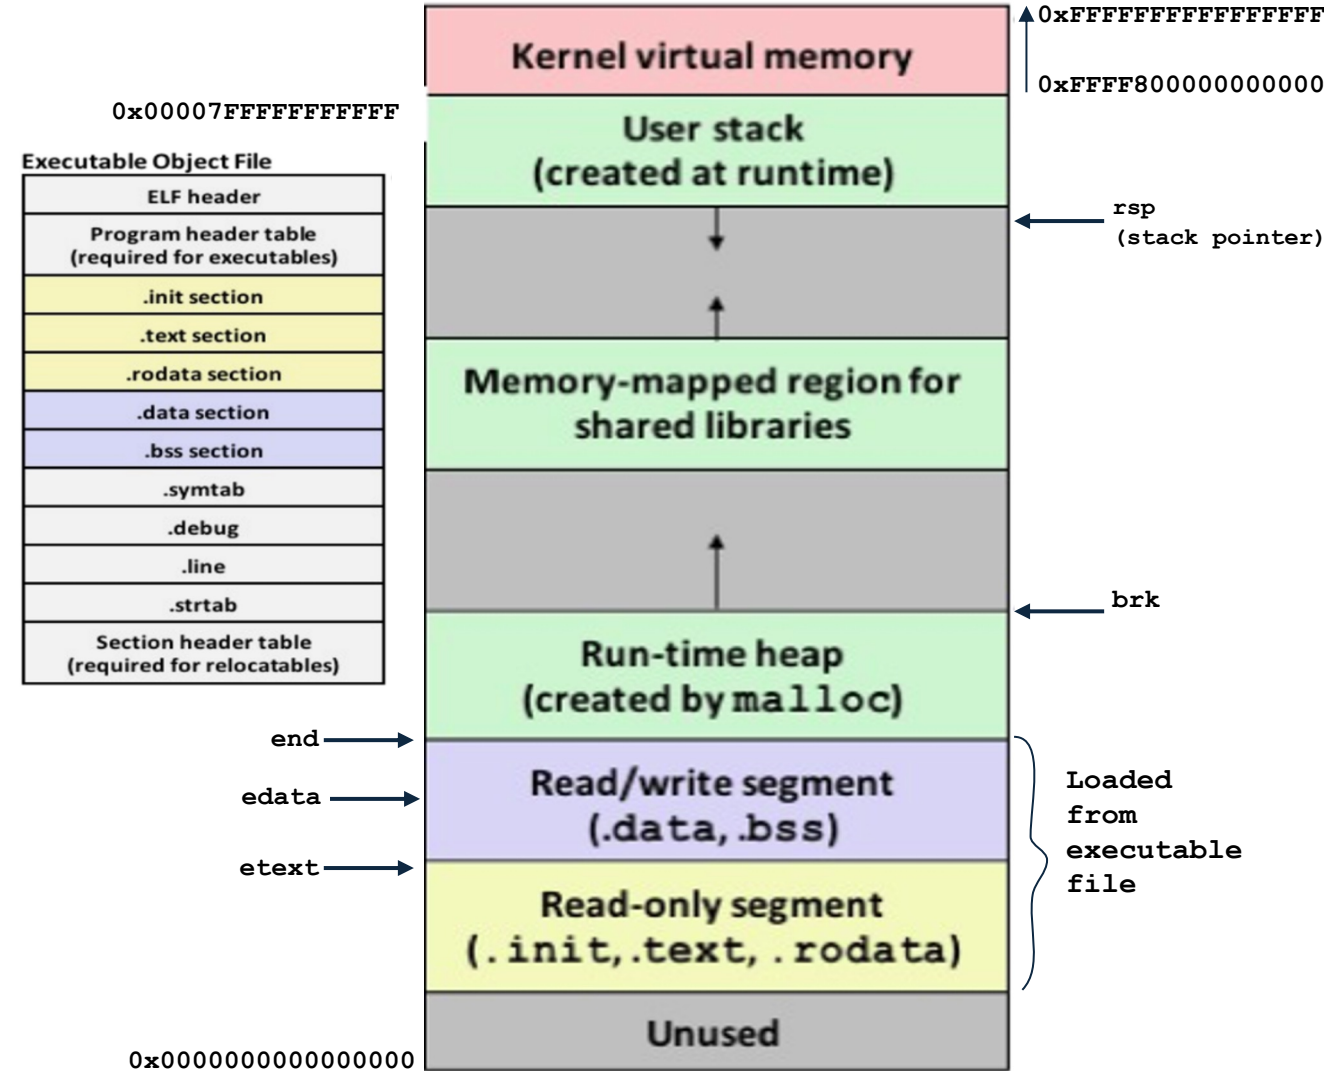 0xFFFFFFFFFFFFFFFF
Kernel virtual memory
0xFFFF800000000000
0x00007FFFFFFFFFFF
User stack
(created at runtime)
Executable Object File
ELF header
Program header table
(required for executables)
.init section
.text section
.rodata section
.data section
.bss section
.symtab
.debug
.line
.strtab
Section header table
(required for relocatables)
rsp
(stack pointer)
Memory-mapped region for
shared libraries
brk
Run-time heap
(created by malloc)
end
edata
etext
Read/write segment
(.data, .bss)
Loaded
from
executable
file
Read-only segment
(.init, .text, .rodata)
Unused
0x0000000000000000